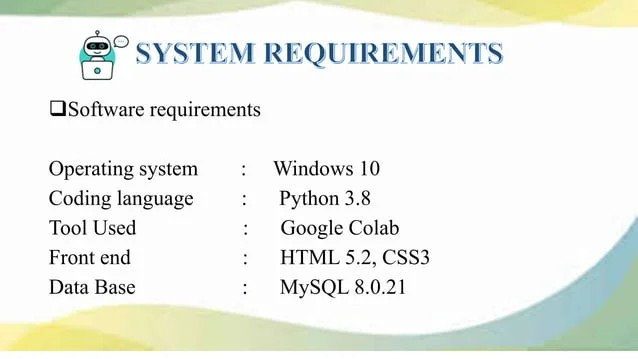 SYSTEM REQUIREMENTS
❑Software requirements
Operating system : Windows 10
Coding language : Python 3.8
Tool Used : Google Colab
Front end : HTML 5.2, CSS3
Data Base : MySQL 8.0.21